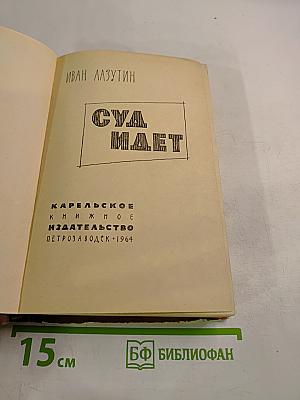 ИВАН ЛАЗУТИН
СУД
ИДЕТ
КАРЕЛЬСКОЕ
КНИЖНОЕ
ИЗДАТЕЛЬСТВО
ПЕТРОЗАВОДСК • 1964
15 см
БФ БИБЛИОФАН